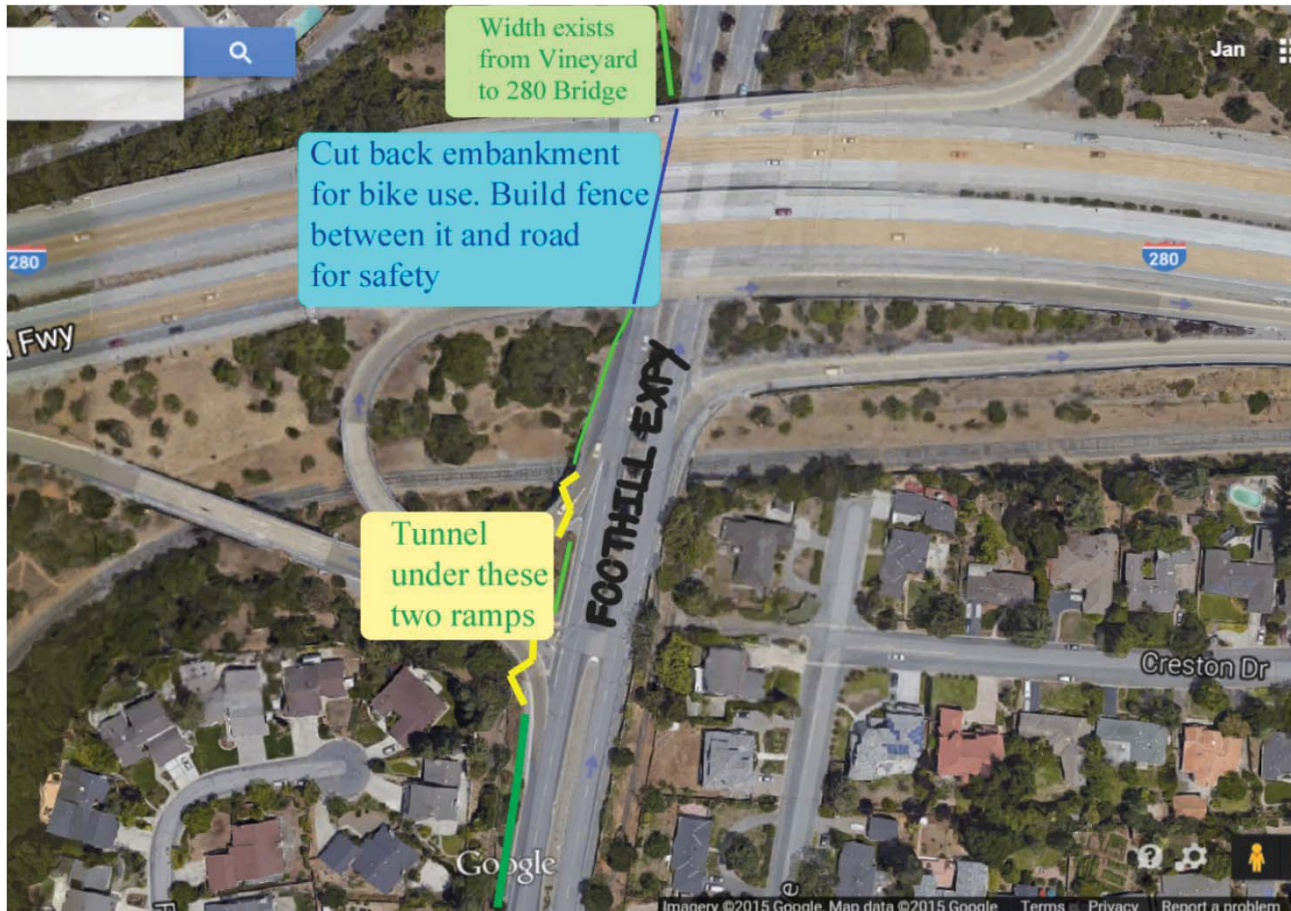 Width exists
from Vineyard
to 280 Bridge
Jan
Cut back embankment
for bike use. Build fence
between it and road
for safety
280
280
Fwy
FOOTHILL EXPY
Tunnel
under these
two ramps
Creston Dr
Google
?
e
Imagery ©2015 Google, Map data ©2015 Google Terms Privacy Report a problem